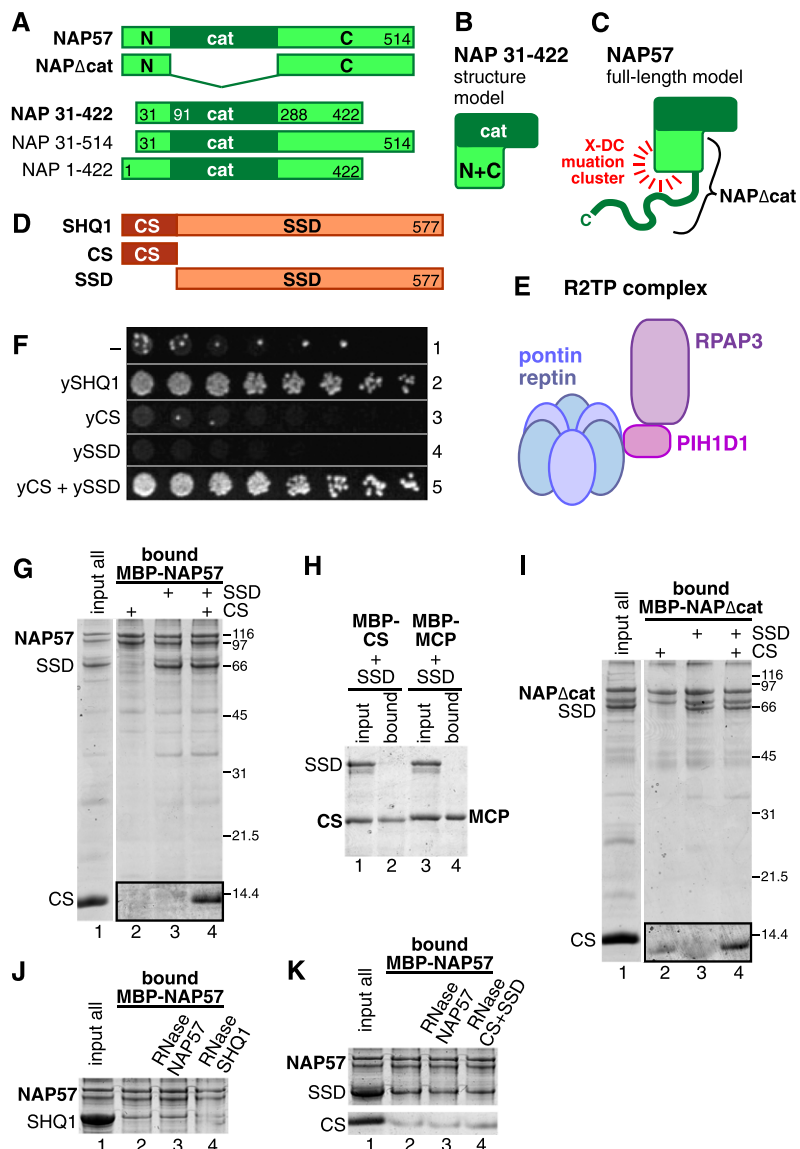 A
NAP57 N cat C 514
NAPΔcat N C
NAP 31-422 31 91 cat 288 422
NAP 31-514 31 cat 514
NAP 1-422 1 cat 422
B
NAP 31-422
structure
model
cat
N+C
C
NAP57
full-length model
X-DC
muation
cluster
NAPΔcat
C
D
SHQ1 CS SSD 577
CS CS
SSD SSD 577
E R2TP complex
RPAP3
pontin
reptin
PIH1D1
F
– 1
ySHQ1 2
yCS 3
ySSD 4
yCS + ySSD 5
G
input all
bound
MBP-NAP57
+ + SSD
+ + CS
NAP57
SSD
CS
116
97
66
45
31
21.5
14.4
1 2 3 4
H
MBP-CS + SSD
MBP-MCP + SSD
input bound input bound
SSD
CS MCP
1 2 3 4
I
input all
bound
MBP-NAPΔcat
+ + SSD
+ + CS
NAPΔcat
SSD
CS
116
97
66
45
31
21.5
14.4
1 2 3 4
J
input all
bound
MBP-NAP57
RNase NAP57
RNase SHQ1
NAP57
SHQ1
1 2 3 4
K
input all
bound
MBP-NAP57
RNase NAP57
RNase CS+SSD
NAP57
SSD
CS
1 2 3 4